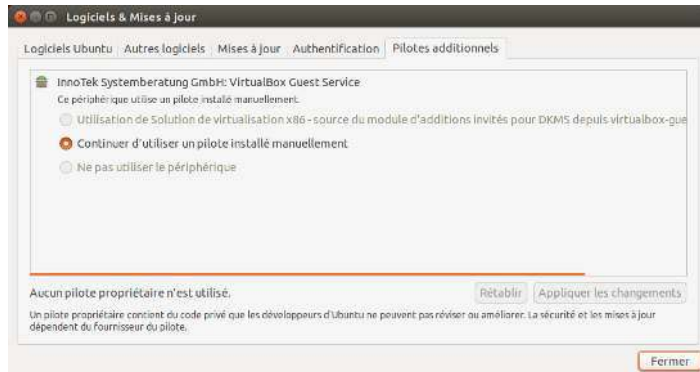 Logiciels & Mises à jour
Logiciels Ubuntu Autres logiciels Mises à jour Authentification Pilotes additionnels
InnoTek Systemberatung GmbH: VirtualBox Guest Service
Ce périphérique utilise un pilote installé manuellement.
Utilisation de Solution de virtualisation x86 - source du module d'additions invités pour DKMS depuis virtualbox-gue
Continuer d'utiliser un pilote installé manuellement
Ne pas utiliser le périphérique
Aucun pilote propriétaire n'est utilisé. Rétablir Appliquer les changements
Un pilote propriétaire contient du code privé que les développeurs d'Ubuntu ne peuvent pas réviser ou améliorer. La sécurité et les mises à jour
dépendent du fournisseur du pilote.
Fermer